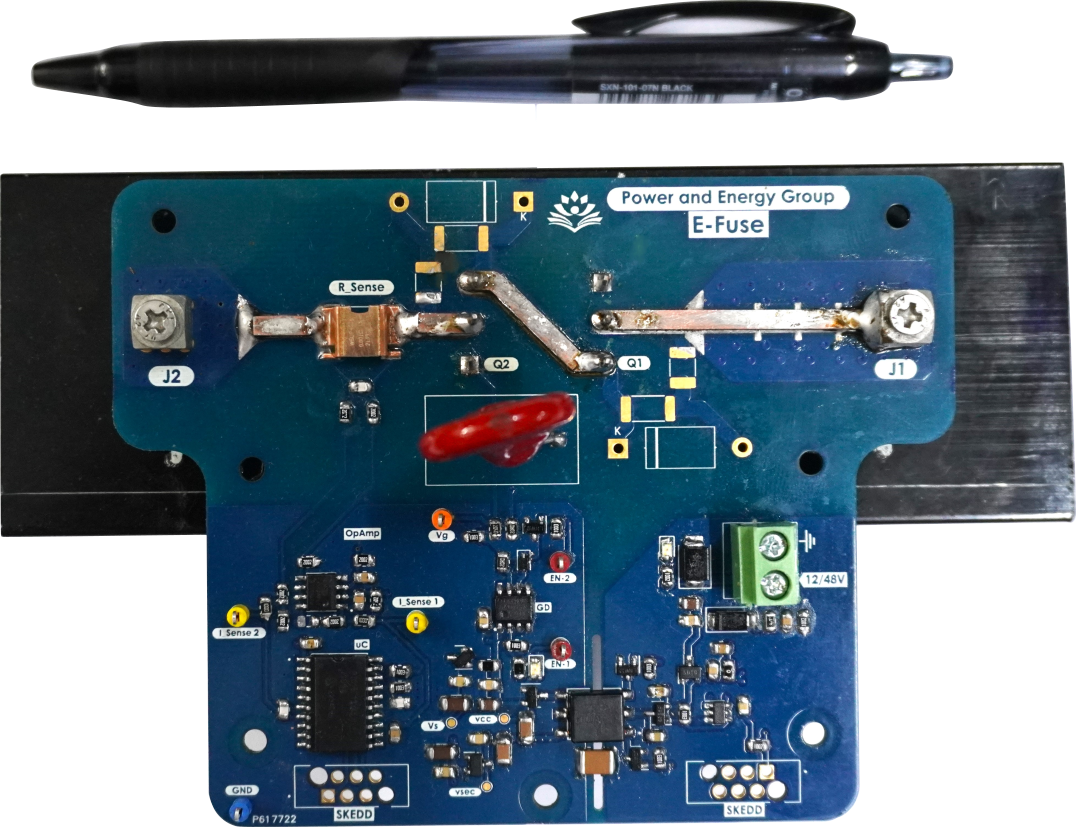 SXN-101-07N BLACK
K
Power and Energy Group
E-Fuse
R_Sense
J2
Q2
Q1
J1
K
OpAmp
Vg
EN-2
12/48V
I_Sense 1
GD
I_Sense 2
uC
EN-1
Vs
vcc
vsec
GND
P617722
SKEDD
SKEDD